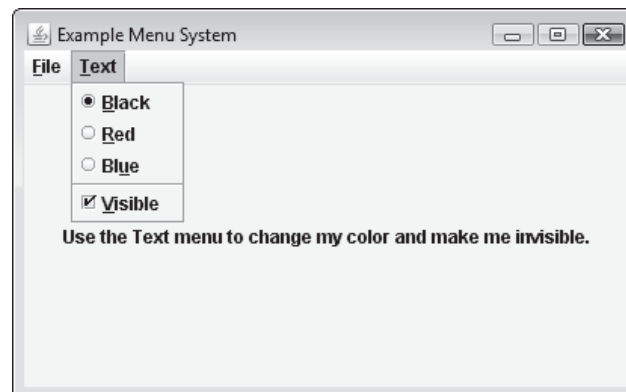 Example Menu System
File Text
Black
Red
Blue
Visible
Use the Text menu to change my color and make me invisible.